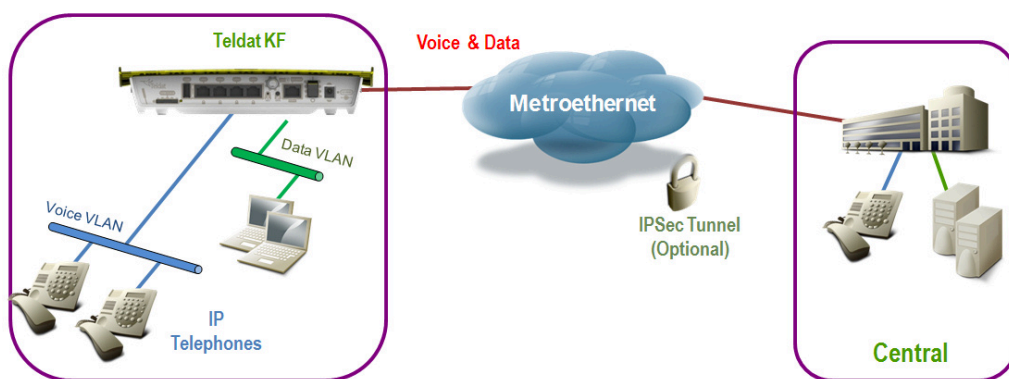 Teldat KF
Voice & Data
Metroethernet
Data VLAN
Voice VLAN
IPSec Tunnel
(Optional)
IP
Telephones
Central